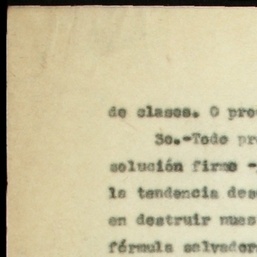 de clases. O pro
3o.-Todo pr
solución firme -
la tendencia des
en destruir nues
fórmula salvador